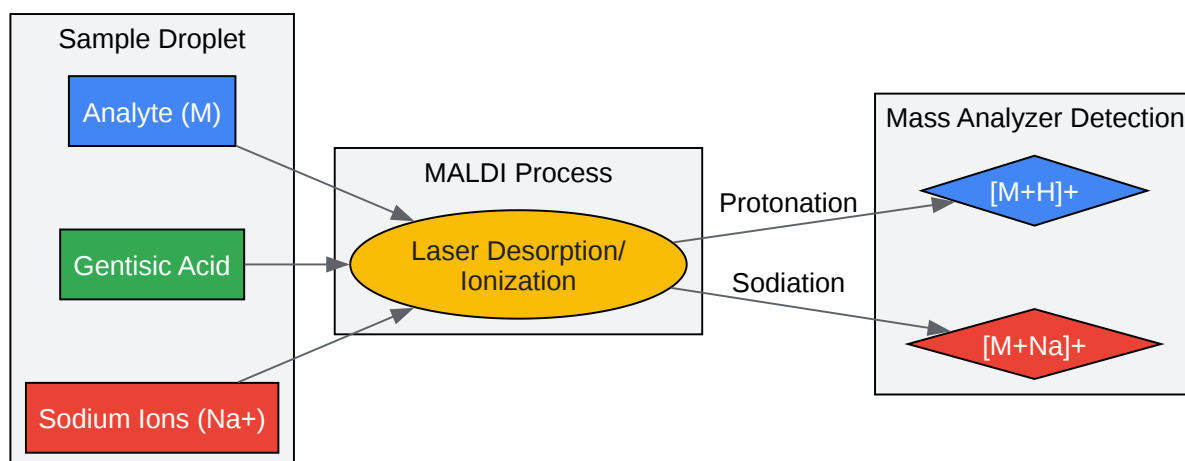 Sample Droplet
Analyte (M)
Gentisic Acid
Sodium Ions (Na+)
MALDI Process
Laser Desorption/
Ionization
Protonation
Sodiation
Mass Analyzer Detection
[M+H]+
[M+Na]+